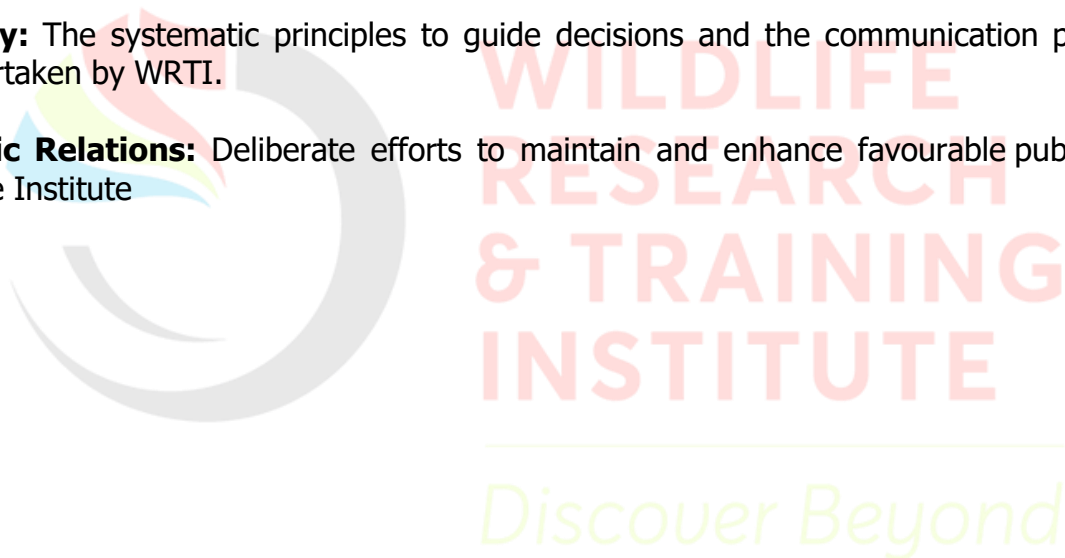 y: The systematic principles to guide decisions and the communication p
rtaken by WRTI.
ic Relations: Deliberate efforts to maintain and enhance favourable pub
e Institute
WILDLIFE
RESEARCH
& TRAINING
INSTITUTE
Discover Beyond